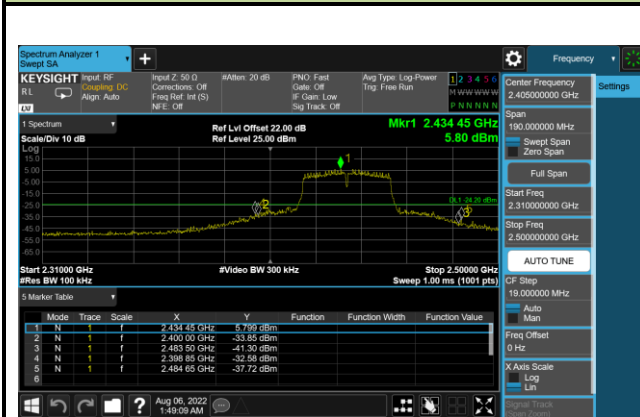 Spectrum Analyzer 1
Swept SA
+
Frequency
KEYSIGHT
R L
LXI
Input: RF
Coupling: DC
Align: Auto
Input Z: 50 Ω
Corrections: Off
Freq Ref: Int (S)
NFE: Off
#Atten: 20 dB
PNO: Fast
Gate: Off
IF Gain: Low
Sig Track: Off
Avg Type: Log-Power
Trig: Free Run
1 2 3 4 5 6
M W W W W W
P N N N N N
1 Spectrum
Scale/Div 10 dB
Ref Lvl Offset 22.00 dB
Ref Level 25.00 dBm
Mkr1 2.434 45 GHz
5.80 dBm
Log
15.0
5.00
-5.00
-15.0
-25.0
-35.0
-45.0
-55.0
-65.0
1
2
3
DL1 -24.20 dBm
Start 2.31000 GHz
#Res BW 100 kHz
#Video BW 300 kHz
Stop 2.50000 GHz
Sweep 1.00 ms (1001 pts)
5 Marker Table
Mode Trace Scale X Y Function Function Width Function Value
1 N 1 f 2.434 45 GHz 5.799 dBm
2 N 1 f 2.400 00 GHz -33.85 dBm
3 N 1 f 2.483 50 GHz -41.30 dBm
4 N 1 f 2.398 85 GHz -32.58 dBm
5 N 1 f 2.484 65 GHz -37.72 dBm
6
Aug 06, 2022
1:49:09 AM
Center Frequency
2.405000000 GHz
Settings
Span
190.000000 MHz
Swept Span
Zero Span
Full Span
Start Freq
2.310000000 GHz
Stop Freq
2.500000000 GHz
AUTO TUNE
CF Step
19.000000 MHz
Auto
Man
Freq Offset
0 Hz
X Axis Scale
Log
Lin
Signal Track
(Span Zoom)